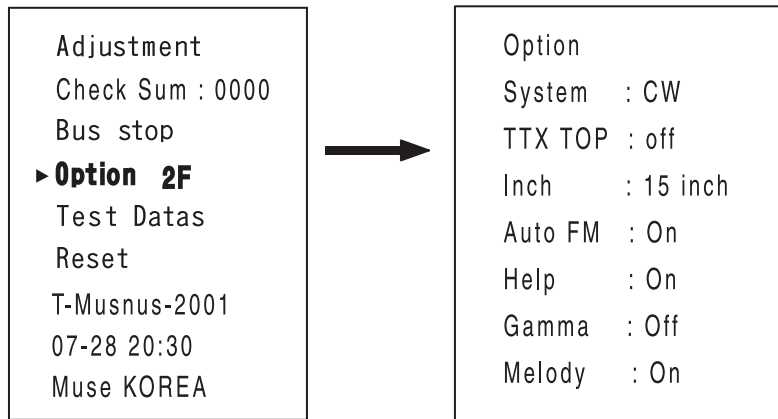 Adjustment
Check Sum : 0000
Bus stop
►Option 2F
Test Datas
Reset
T-Musnus-2001
07-28 20:30
Muse KOREA
Option
System : CW
TTX TOP : off
Inch : 15 inch
Auto FM : On
Help : On
Gamma : Off
Melody : On